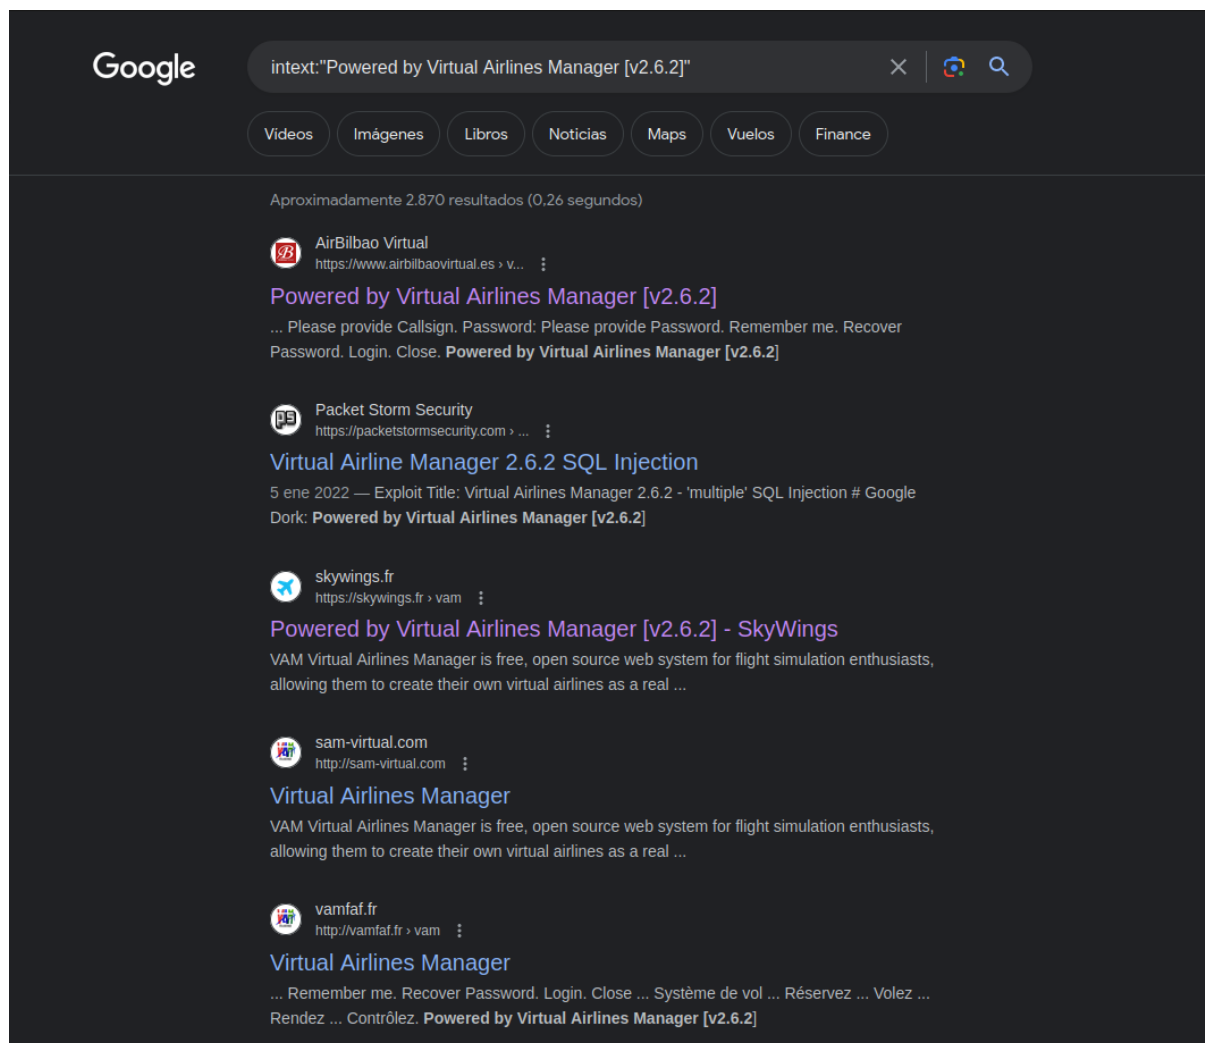 Google
intext:"Powered by Virtual Airlines Manager [v2.6.2]"
Videos Imágenes Libros Noticias Maps Vuelos Finance
Aproximadamente 2.870 resultados (0,26 segundos)
AirBilbao Virtual
https://www.airbilbaovirtual.es › v...
Powered by Virtual Airlines Manager [v2.6.2]
... Please provide Callsign. Password: Please provide Password. Remember me. Recover
Password. Login. Close. Powered by Virtual Airlines Manager [v2.6.2]
Packet Storm Security
https://packetstormsecurity.com › ...
Virtual Airline Manager 2.6.2 SQL Injection
5 ene 2022 — Exploit Title: Virtual Airlines Manager 2.6.2 - 'multiple' SQL Injection # Google
Dork: Powered by Virtual Airlines Manager [v2.6.2]
skywings.fr
https://skywings.fr › vam
Powered by Virtual Airlines Manager [v2.6.2] - SkyWings
VAM Virtual Airlines Manager is free, open source web system for flight simulation enthusiasts,
allowing them to create their own virtual airlines as a real ...
sam-virtual.com
http://sam-virtual.com
Virtual Airlines Manager
VAM Virtual Airlines Manager is free, open source web system for flight simulation enthusiasts,
allowing them to create their own virtual airlines as a real ...
vamfaf.fr
http://vamfaf.fr › vam
Virtual Airlines Manager
... Remember me. Recover Password. Login. Close ... Système de vol ... Réservez ... Volez ...
Rendez ... Contrôlez. Powered by Virtual Airlines Manager [v2.6.2]